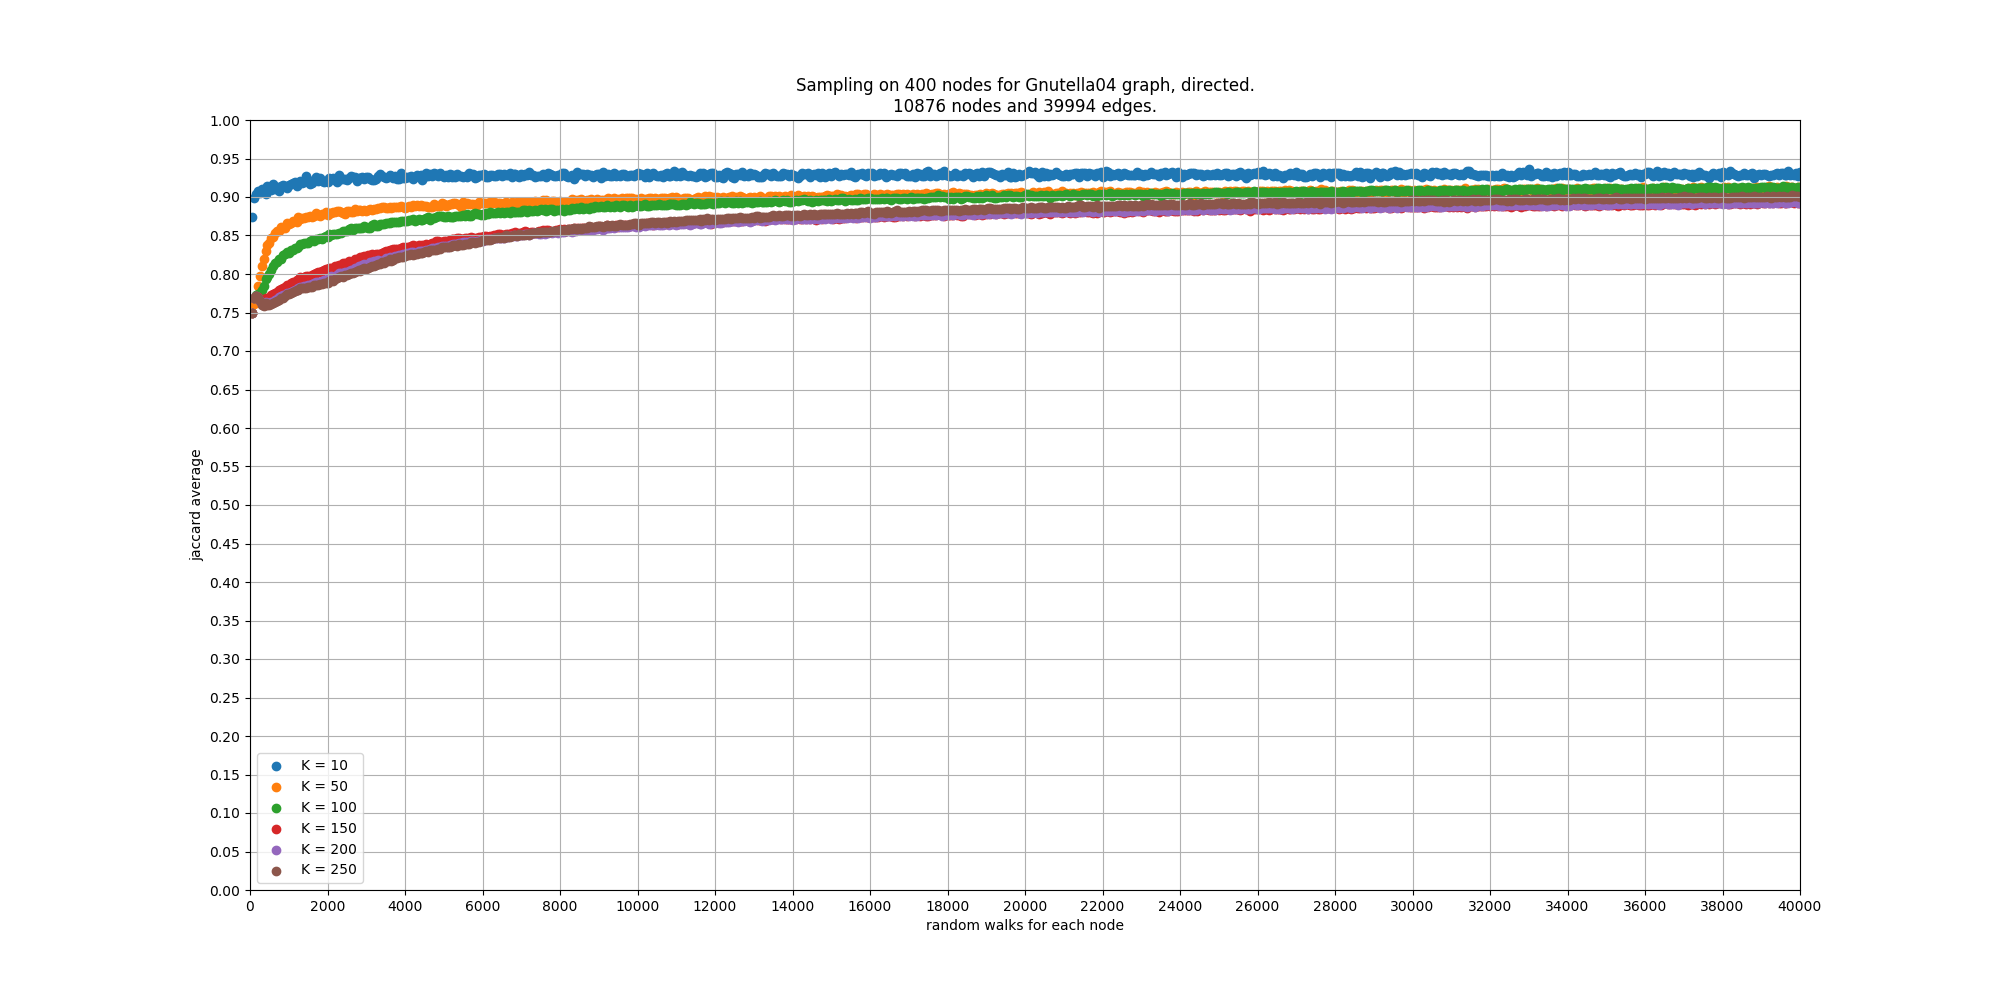 Sampling on 400 nodes for Gnutella04 graph, directed.
10876 nodes and 39994 edges.
1.00
0.95
0.90
0.85
0.80
0.75
0.70
0.65
0.60
0.55
0.50
0.45
0.40
0.35
0.30
0.25
0.20
0.15
0.10
0.05
0.00
jaccard average
K = 10
K = 50
K = 100
K = 150
K = 200
K = 250
0 2000 4000 6000 8000 10000 12000 14000 16000 18000 20000 22000 24000 26000 28000 30000 32000 34000 36000 38000 40000
random walks for each node